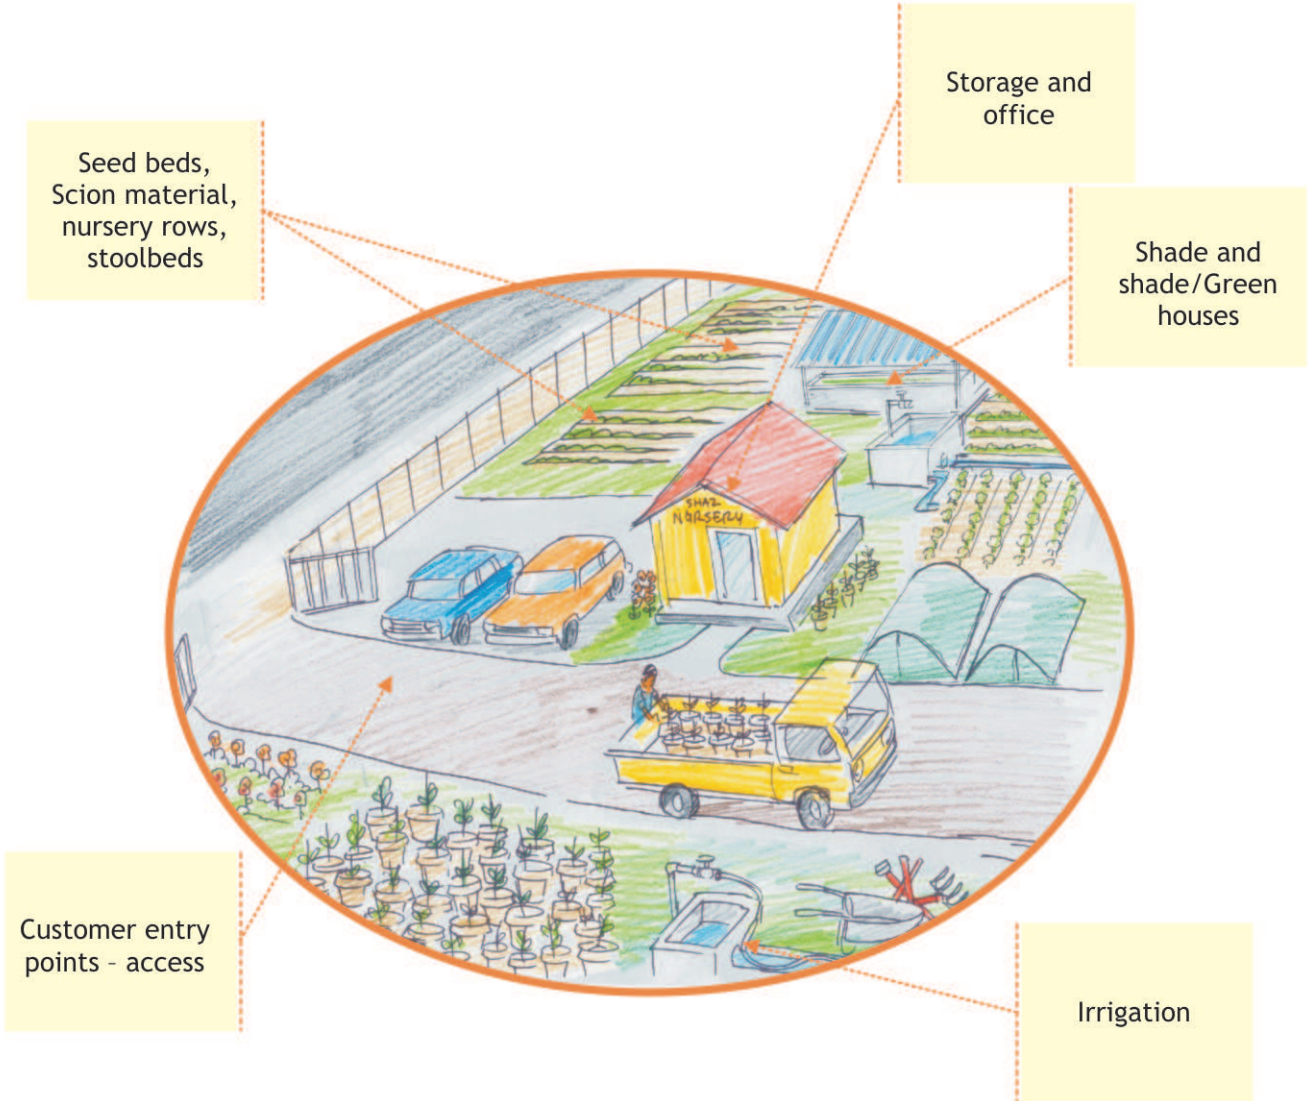 Storage and
office
Seed beds,
Scion material,
nursery rows,
stoolbeds
Shade and
shade/Green
houses
SHAZ
NURSERY
Customer entry
points – access
Irrigation